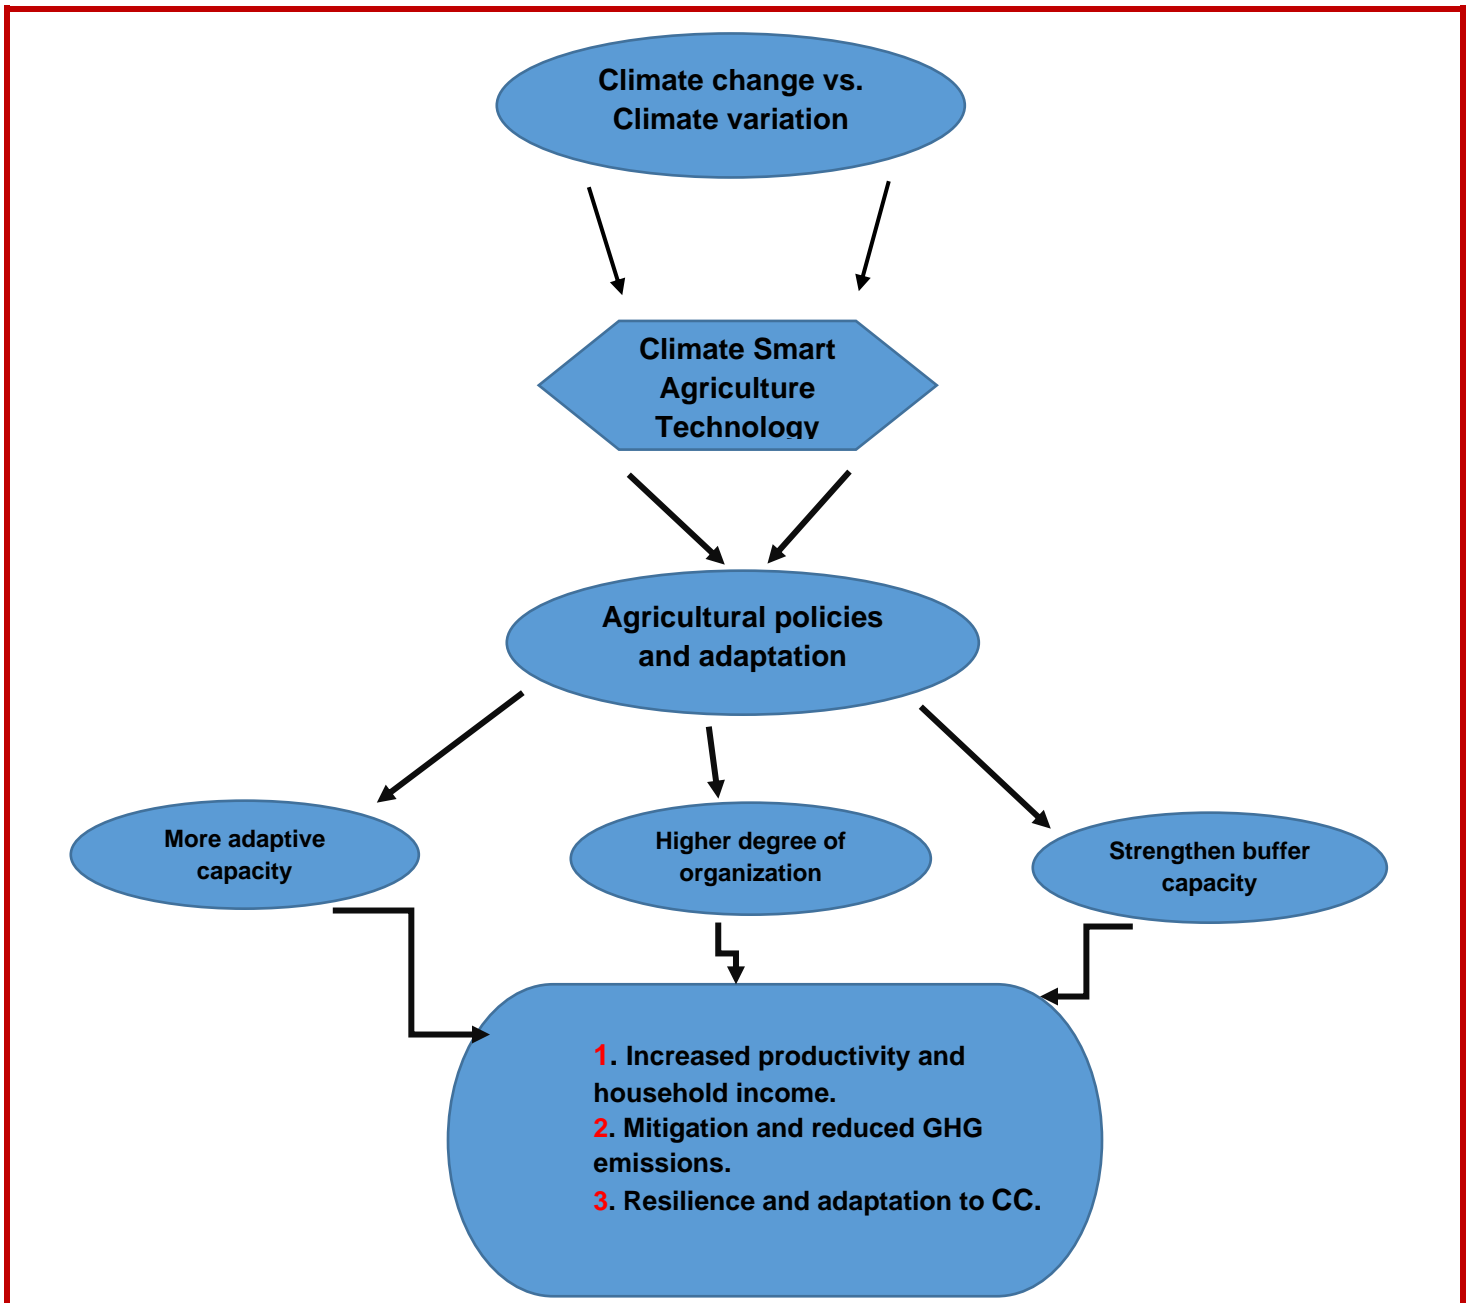 Climate change vs.
Climate variation
Climate Smart
Agriculture
Technology
Agricultural policies
and adaptation
More adaptive
capacity
Higher degree of
organization
Strengthen buffer
capacity
1. Increased productivity and
household income.
2. Mitigation and reduced GHG
emissions.
3. Resilience and adaptation to CC.